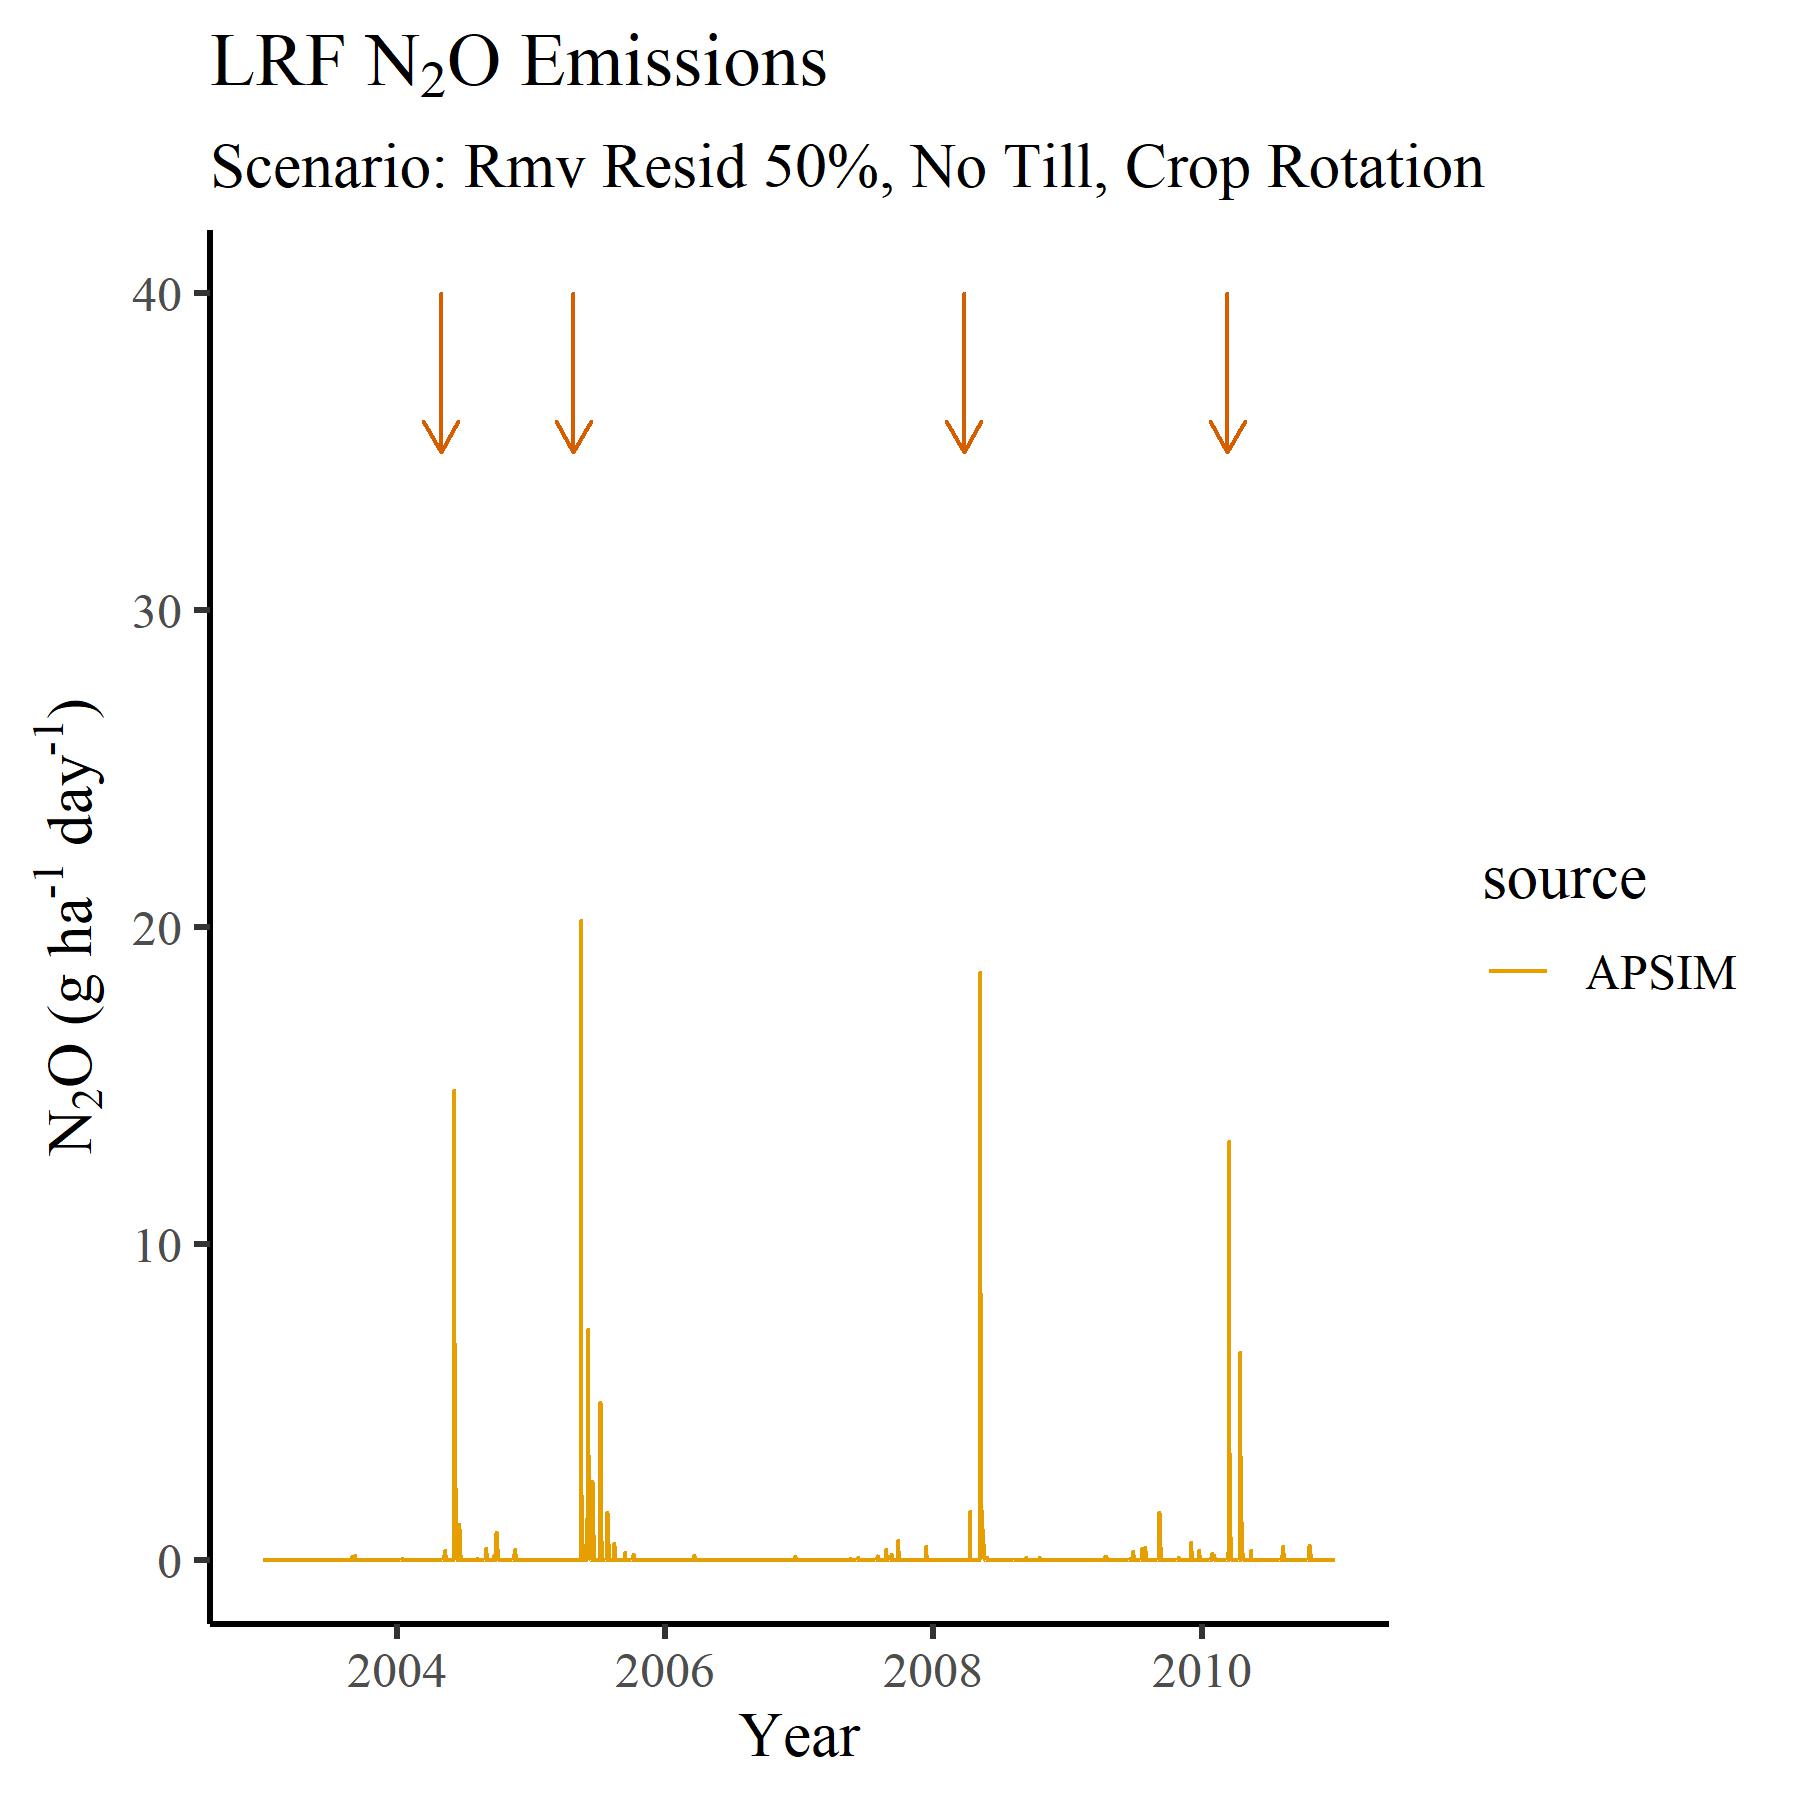 LRF N₂O Emissions
Scenario: Rmv Resid 50%, No Till, Crop Rotation
N₂O (g ha⁻¹ day⁻¹)
40
30
20
10
0
2004 2006 2008 2010
Year
source
APSIM